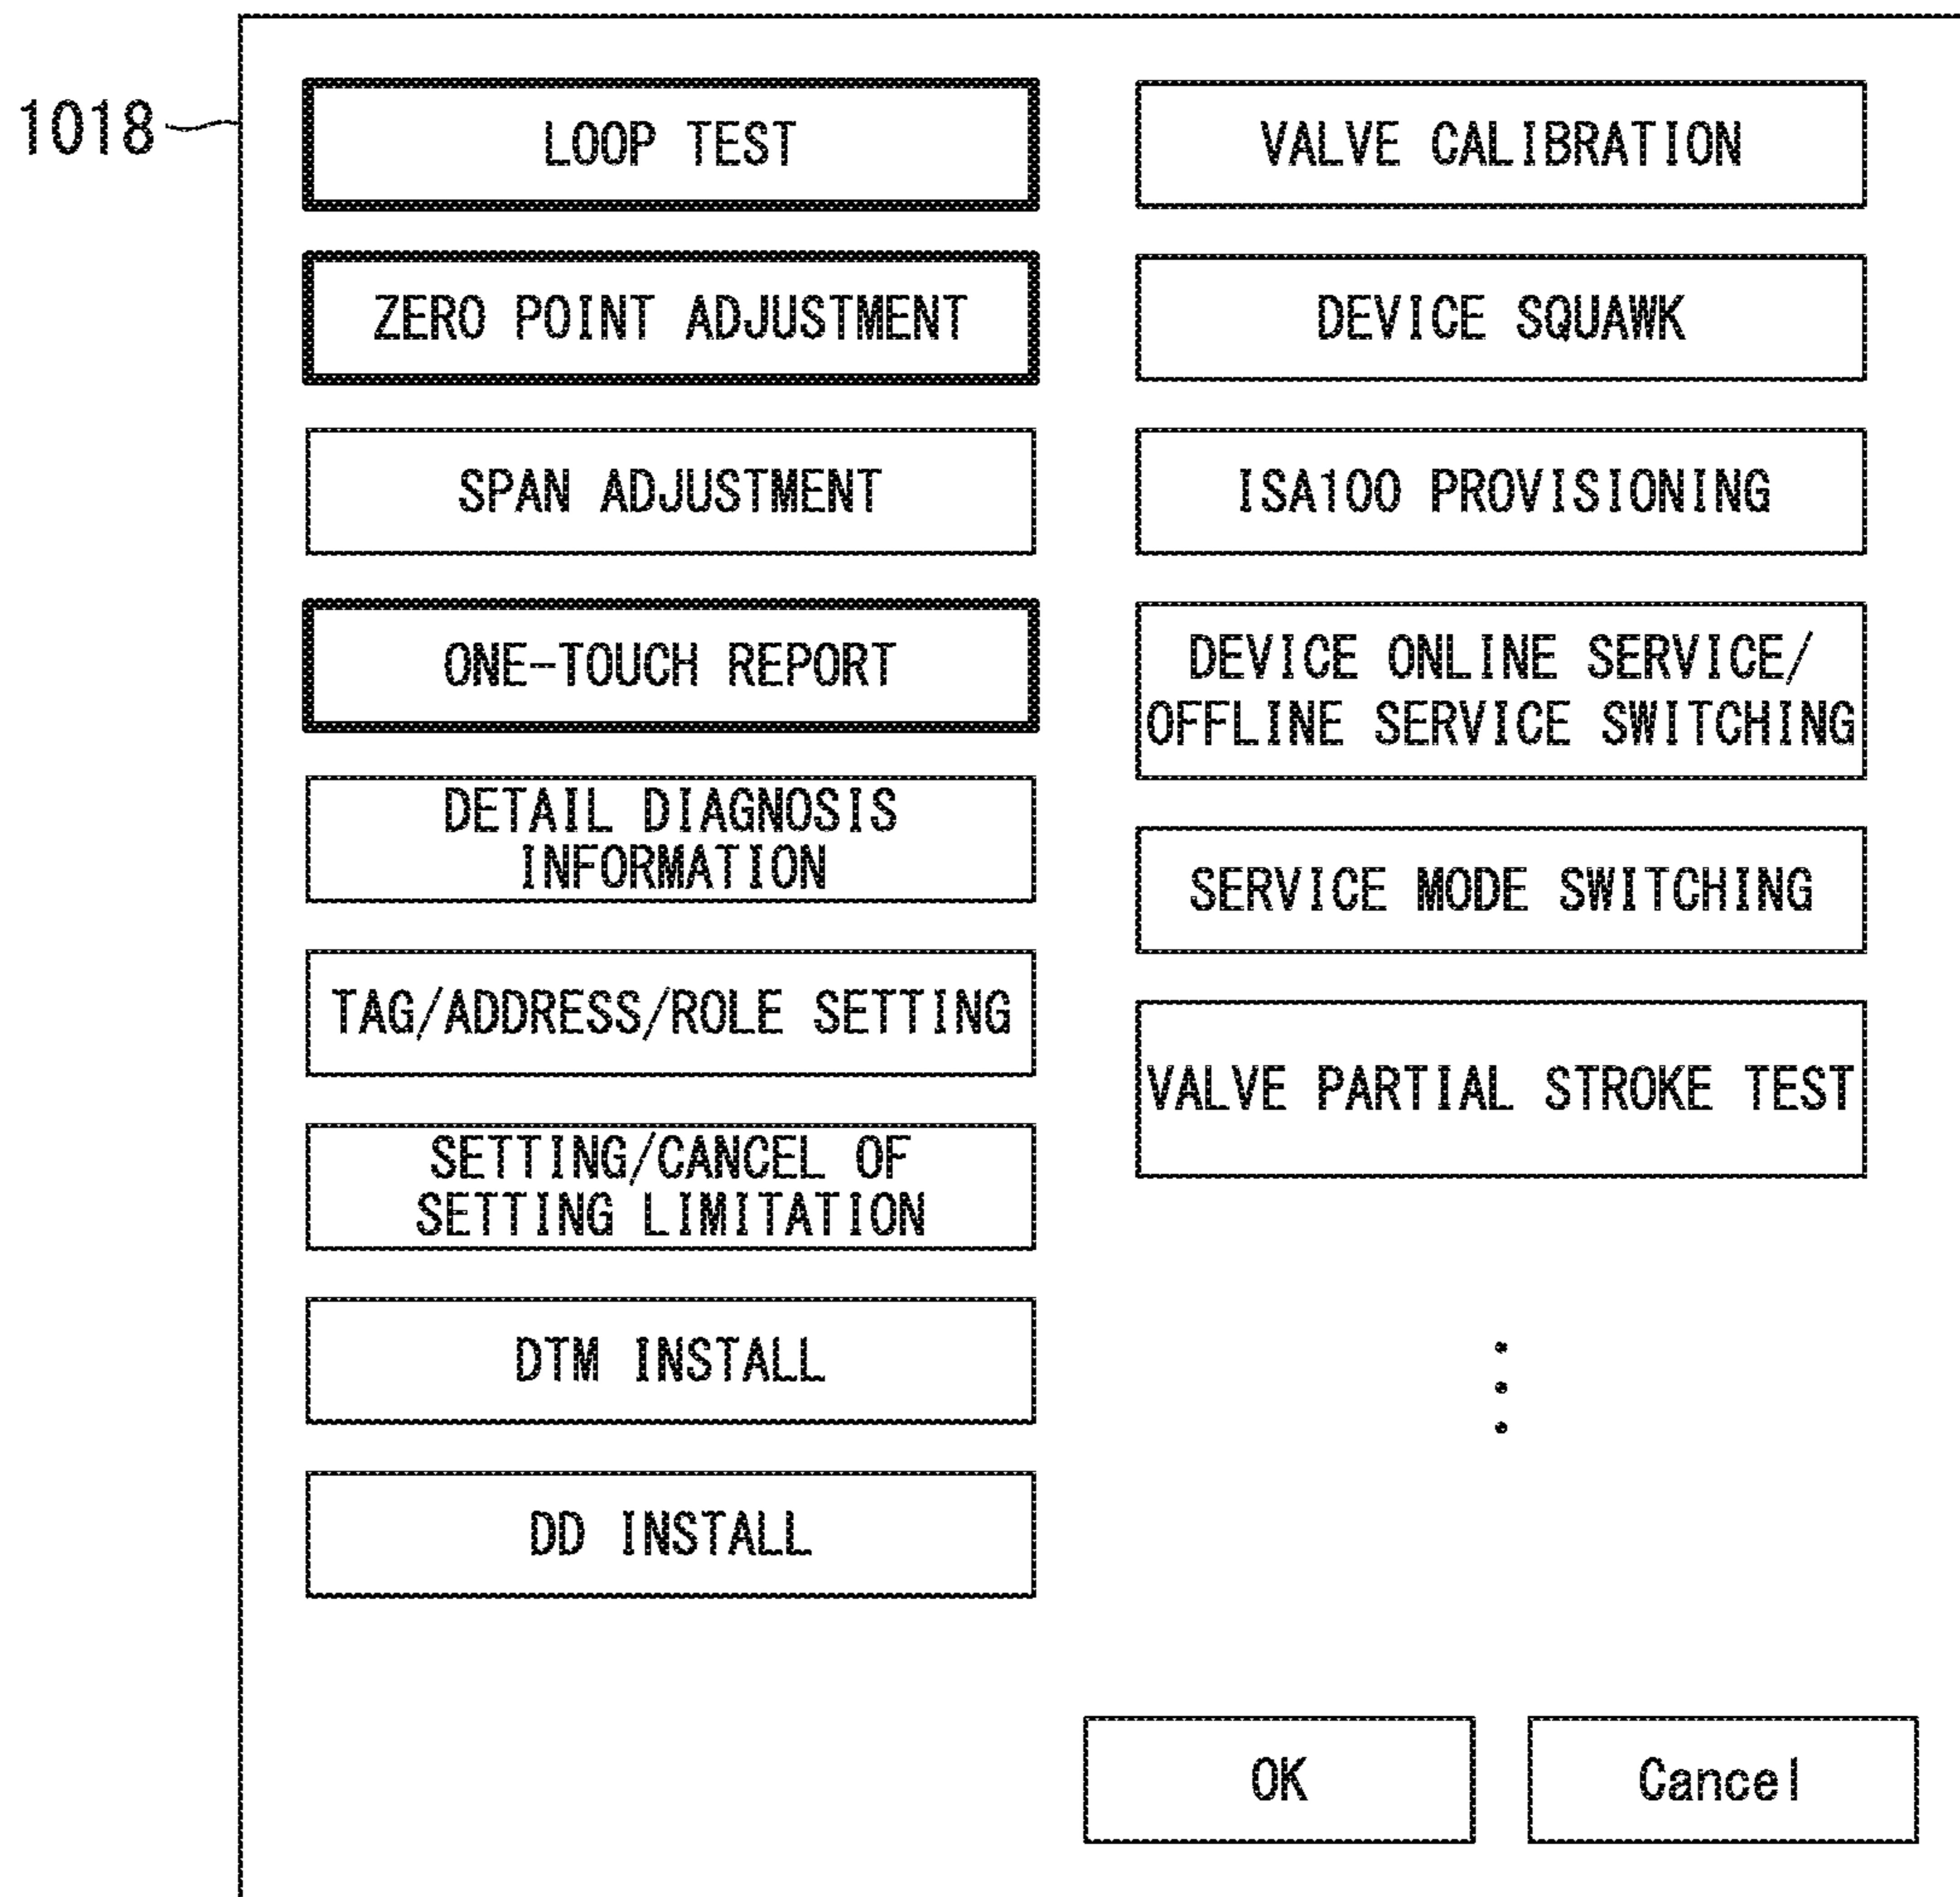 1018
LOOP TEST
ZERO POINT ADJUSTMENT
SPAN ADJUSTMENT
ONE-TOUCH REPORT
DETAIL DIAGNOSIS
INFORMATION
TAG/ADDRESS/ROLE SETTING
SETTING/CANCEL OF
SETTING LIMITATION
DTM INSTALL
DD INSTALL
VALVE CALIBRATION
DEVICE SQUAWK
ISA100 PROVISIONING
DEVICE ONLINE SERVICE/
OFFLINE SERVICE SWITCHING
SERVICE MODE SWITCHING
VALVE PARTIAL STROKE TEST
OK
Cancel